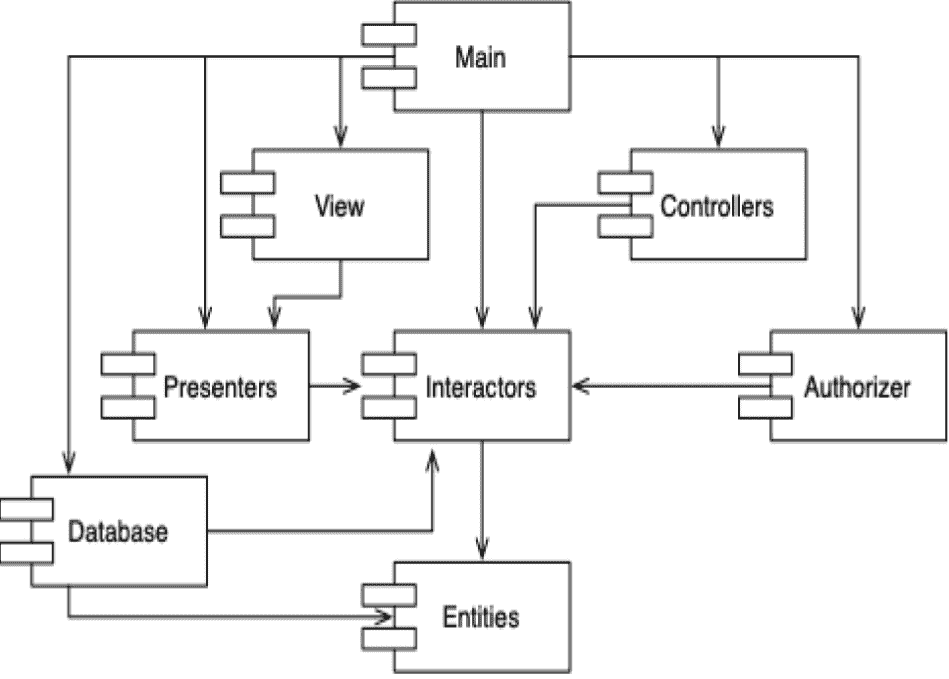 Main
View
Controllers
Presenters
Interactors
Authorizer
Database
Entities